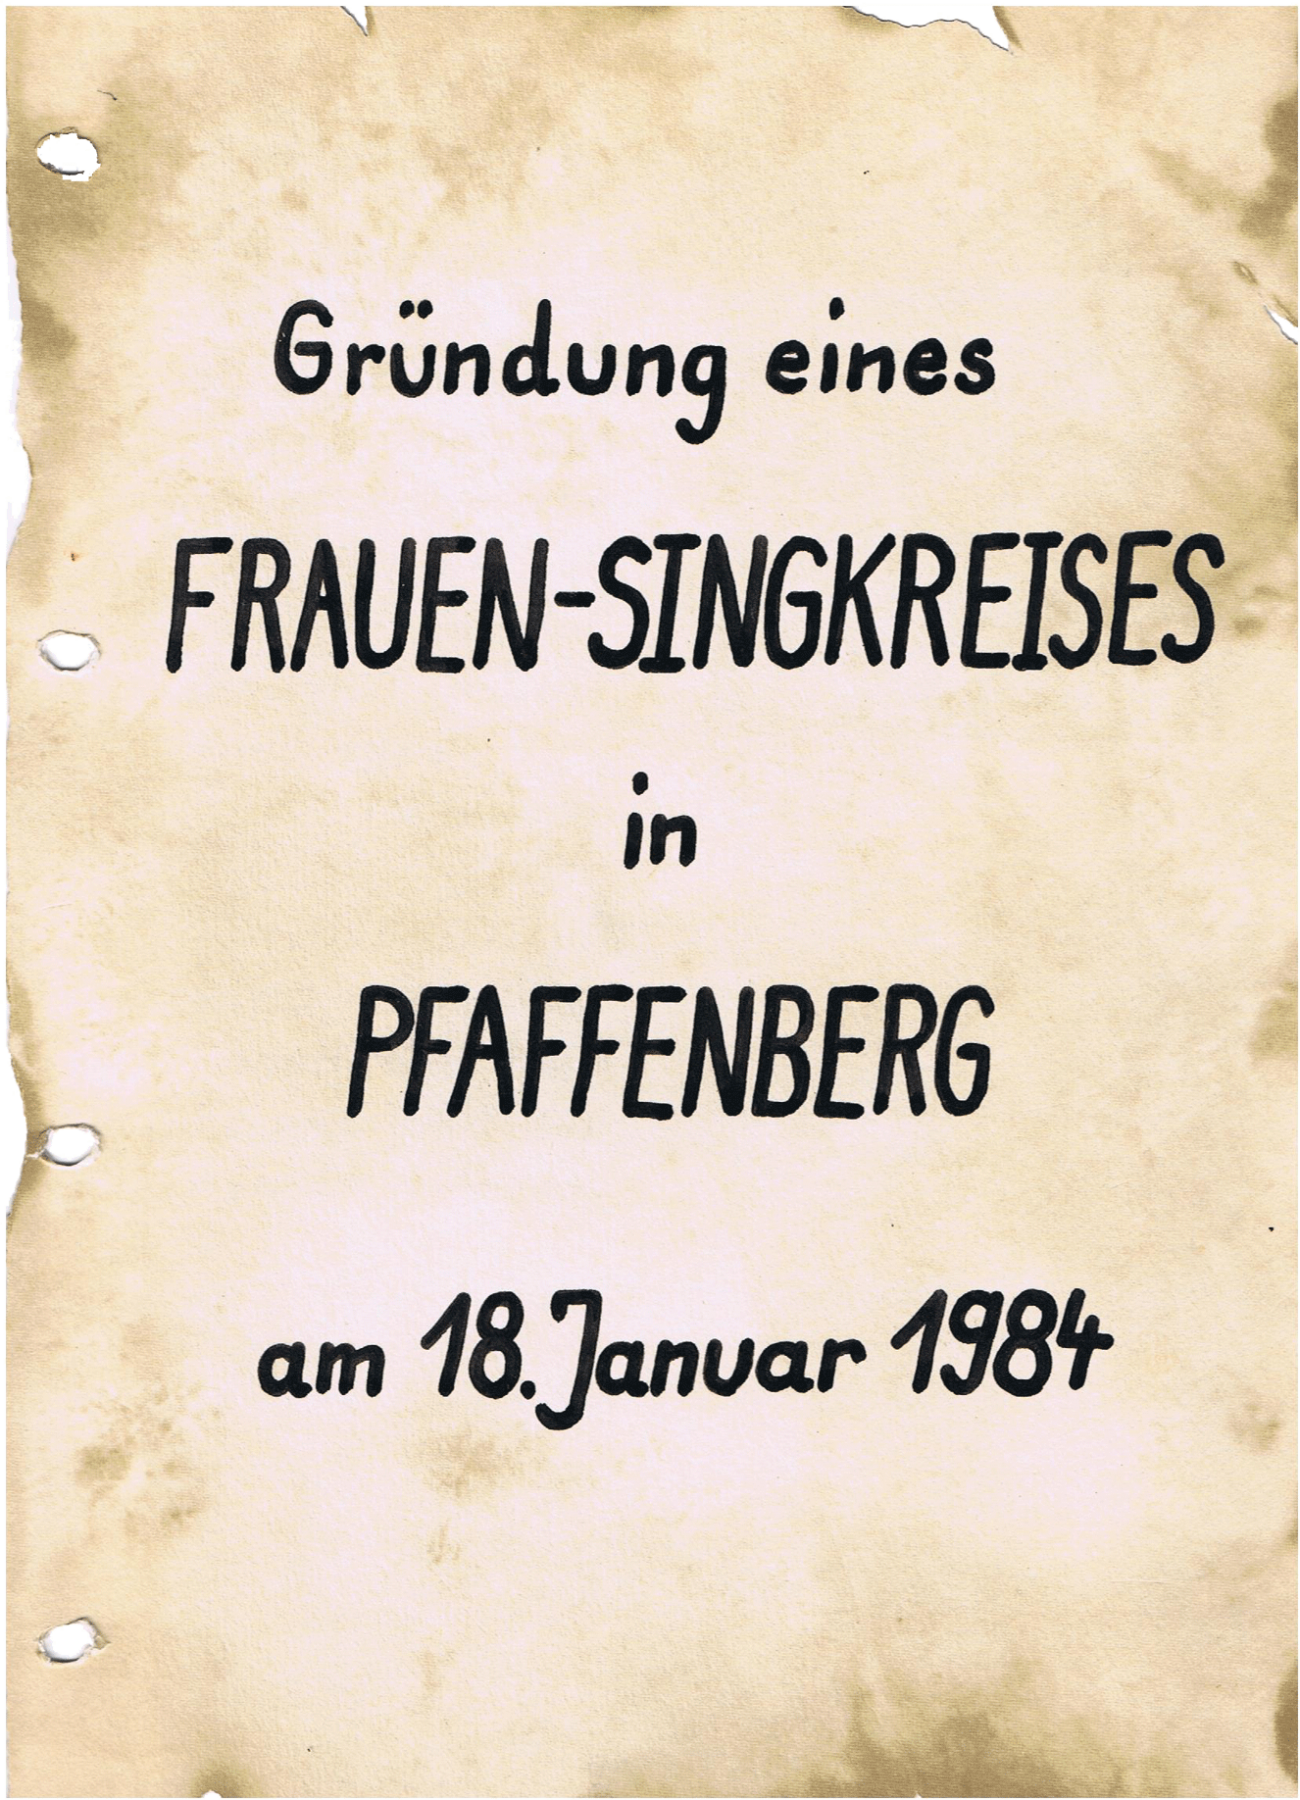 Gründung eines
FRAUEN-SINGKREISES
in
PFAFFENBERG
am 18. Januar 1984